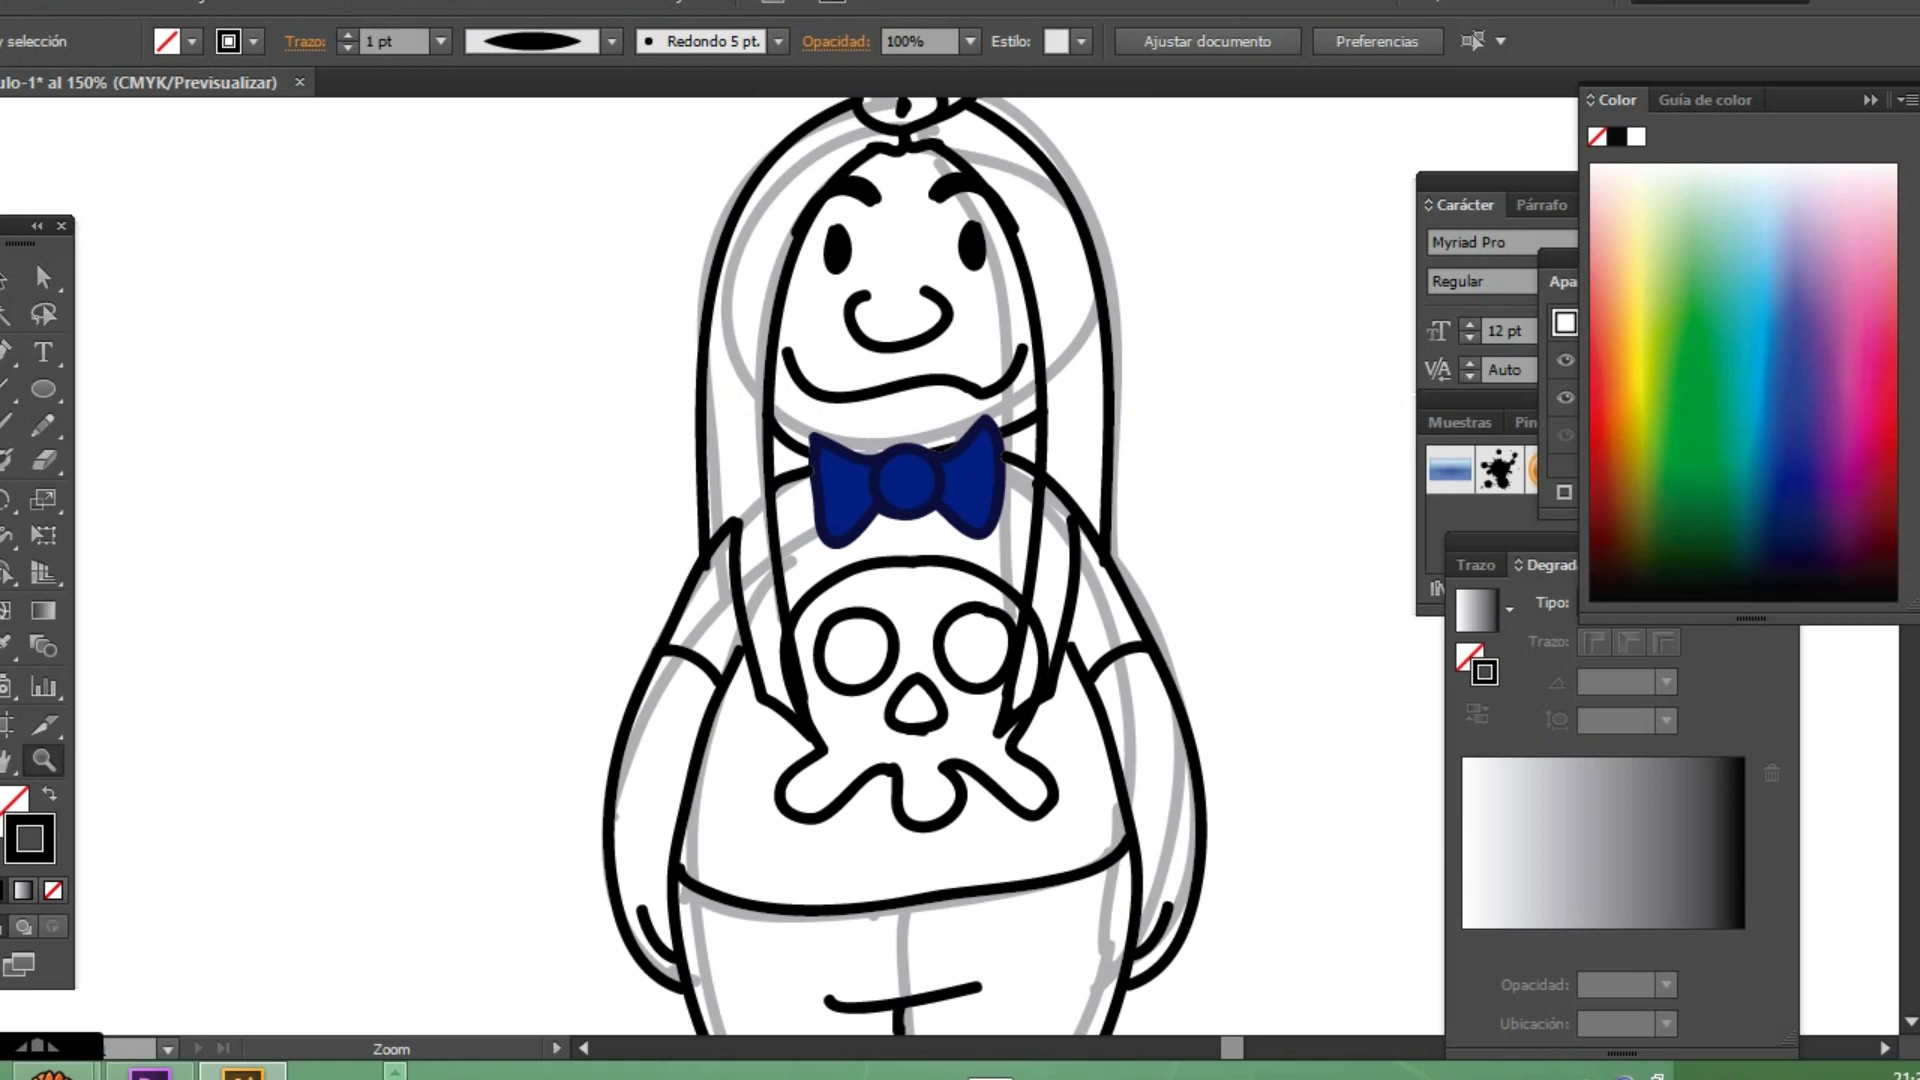 selección
Trazo: 1 pt Redondo 5 pt. Opacidad: 100% Estilo: Ajustar documento Preferencias
ulo-1* al 150% (CMYK/Previsualizar) ×
Color Guía de color
Carácter Párrafo
Myriad Pro
Regular
Apa
12 pt
Auto
Muestras Pin
Trazo Degrad
Tipo:
Trazo:
Opacidad:
Ubicación:
Zoom